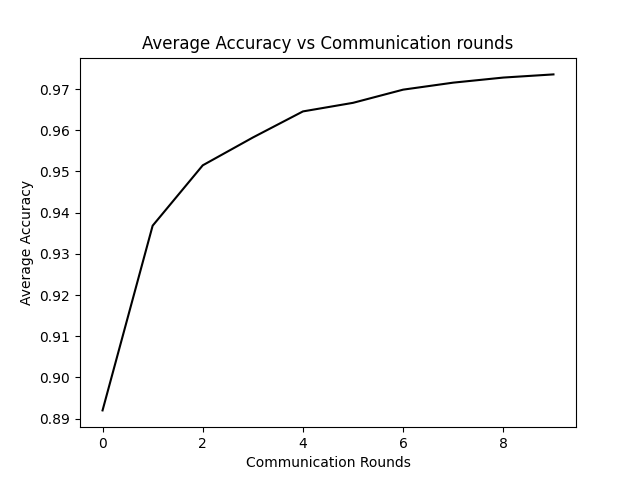 Average Accuracy vs Communication rounds
0.97
0.96
0.95
0.94
0.93
0.92
0.91
0.90
0.89
Average Accuracy
0 2 4 6 8
Communication Rounds